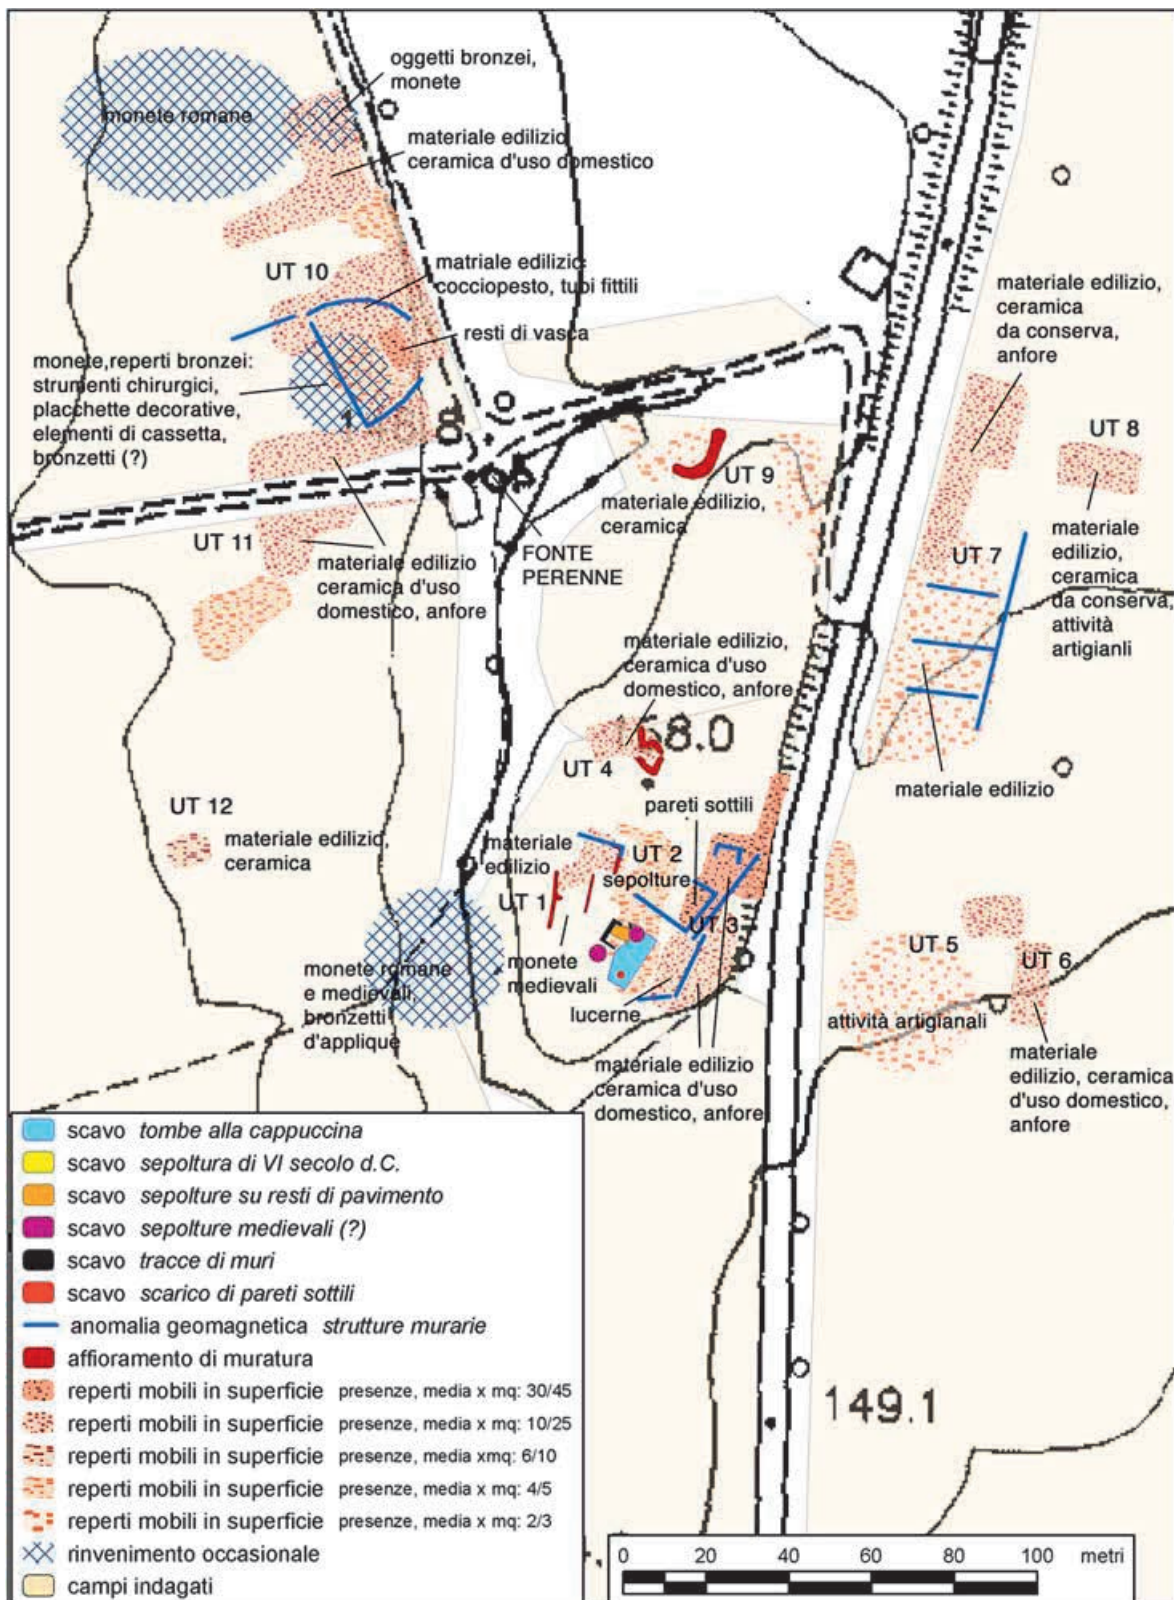 oggetti bronzei,
monete
monete romane
materiale edilizio
ceramica d'uso domestico
UT 10
matriale edilizio
cocciopesto, tubi fittili
resti di vasca
monete,reperti bronzei:
strumenti chirurgici,
placchette decorative,
elementi di cassetta,
bronzetti (?)
materiale edilizio,
ceramica
da conserva,
anfore
UT 8
UT 9
materiale edilizio,
ceramica
UT 11
materiale edilizio
ceramica d'uso
domestico, anfore
FONTE
PERENNE
UT 7
materiale
edilizio,
ceramica
da conserva,
attività
artigianli
materiale edilizio,
ceramica d'uso
domestico, anfore
58.0
UT 4
materiale edilizio
pareti sottili
UT 12
materiale edilizio,
ceramica
materiale
edilizio
UT 2
sepolture
UT 1
UT 3
UT 5
UT 6
monete
medievali
monete romane
e medievali,
bronzetti
d'applique
lucerne
attività artigianali
materiale edilizio
ceramica d'uso
domestico, anfore
materiale
edilizio, ceramica
d'uso domestico,
anfore
scavo tombe alla cappuccina
scavo sepoltura di VI secolo d.C.
scavo sepolture su resti di pavimento
scavo sepolture medievali (?)
scavo tracce di muri
scavo scarico di pareti sottili
anomalia geomagnetica strutture murarie
affioramento di muratura
reperti mobili in superficie presenze, media x mq: 30/45
reperti mobili in superficie presenze, media x mq: 10/25
reperti mobili in superficie presenze, media xmq: 6/10
reperti mobili in superficie presenze, media x mq: 4/5
reperti mobili in superficie presenze, media x mq: 2/3
rinvenimento occasionale
campi indagati
149.1
0 20 40 60 80 100 metri